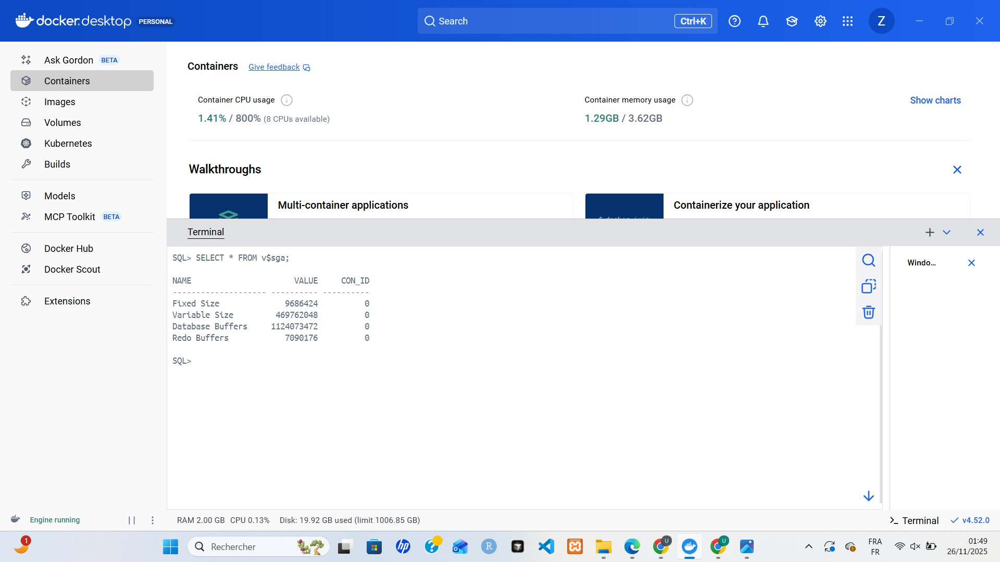 docker.desktop PERSONAL
Search
Ctrl+K
Z
Ask Gordon BETA
Containers
Images
Volumes
Kubernetes
Builds
Models
MCP Toolkit BETA
Docker Hub
Docker Scout
Extensions
Containers Give feedback
Container CPU usage
1.41% / 800% (8 CPUs available)
Container memory usage
1.29GB / 3.62GB
Show charts
Walkthroughs
Multi-container applications
Containerize your application
Terminal
SQL> SELECT * FROM v$sga;
NAME VALUE CON_ID
-------------------- ---------- ----------
Fixed Size 9686424 0
Variable Size 469762048 0
Database Buffers 1124073472 0
Redo Buffers 7090176 0
SQL>
Windo...
Engine running
RAM 2.00 GB CPU 0.13% Disk: 19.92 GB used (limit 1006.85 GB)
Terminal
v4.52.0
1
Rechercher
hp
R
U
U
FRA
FR
01:49
26/11/2025